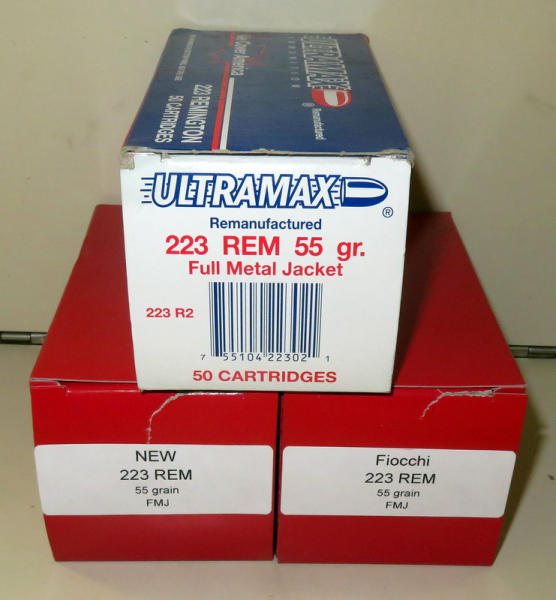 ULTRAMAX
Remanufactured
223 REMINGTON
50 CARTRIDGES
ULTRAMAX®
Remanufactured
223 REM 55 gr.
Full Metal Jacket
223 R2
7 55104 22302 1
50 CARTRIDGES
NEW
223 REM
55 grain
FMJ
Fiocchi
223 REM
55 grain
FMJ